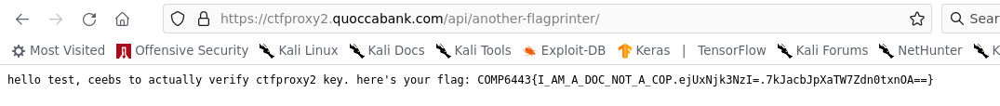 https://ctfproxy2.quoccabank.com/api/another-flagprinter/
Sear
Most Visited Offensive Security Kali Linux Kali Docs Kali Tools Exploit-DB Keras | TensorFlow Kali Forums NetHunter K
hello test, ceebs to actually verify ctfproxy2 key. here's your flag: COMP6443{I_AM_A_DOC_NOT_A_COP.ejUxNjk3NzI=.7kJacbJpXaTW7Zdn0txnOA==}